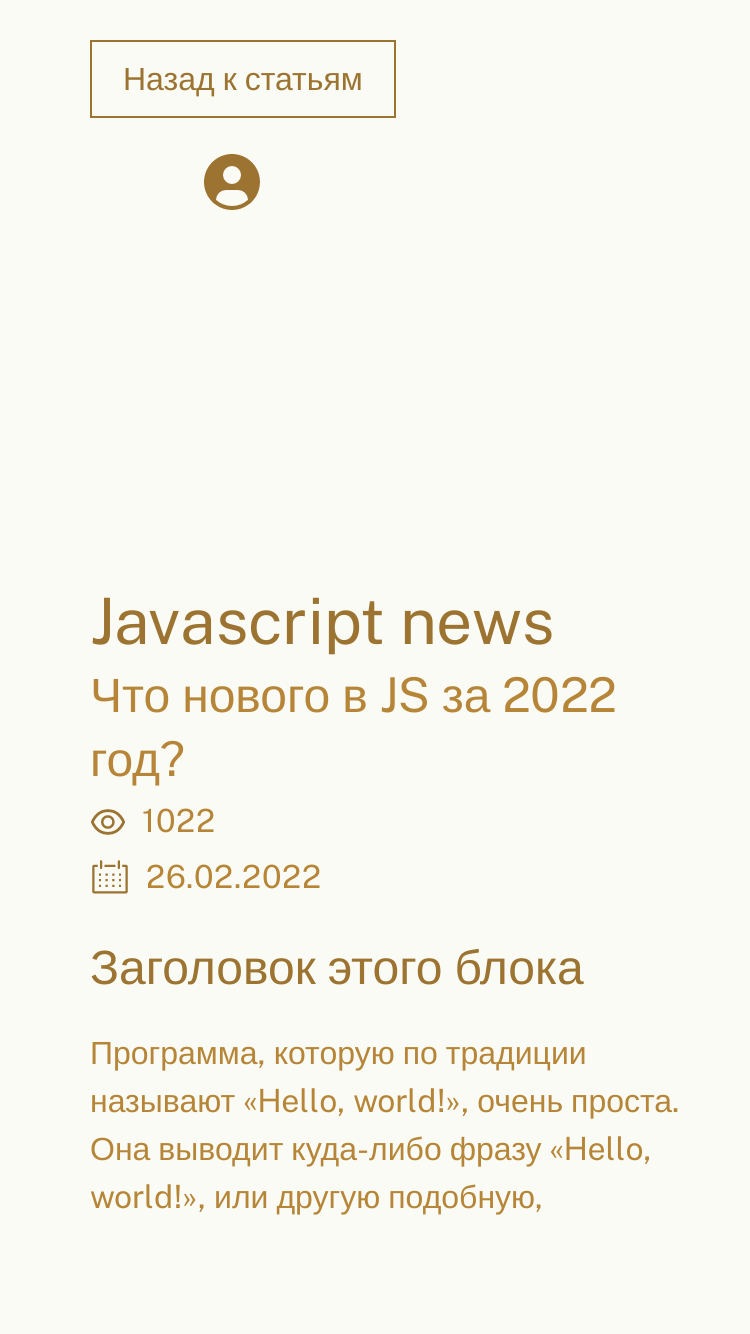 Назад к статьям
Javascript news
Что нового в JS за 2022
год?
1022
26.02.2022
Заголовок этого блока
Программа, которую по традиции
называют «Hello, world!», очень проста.
Она выводит куда-либо фразу «Hello,
world!», или другую подобную,